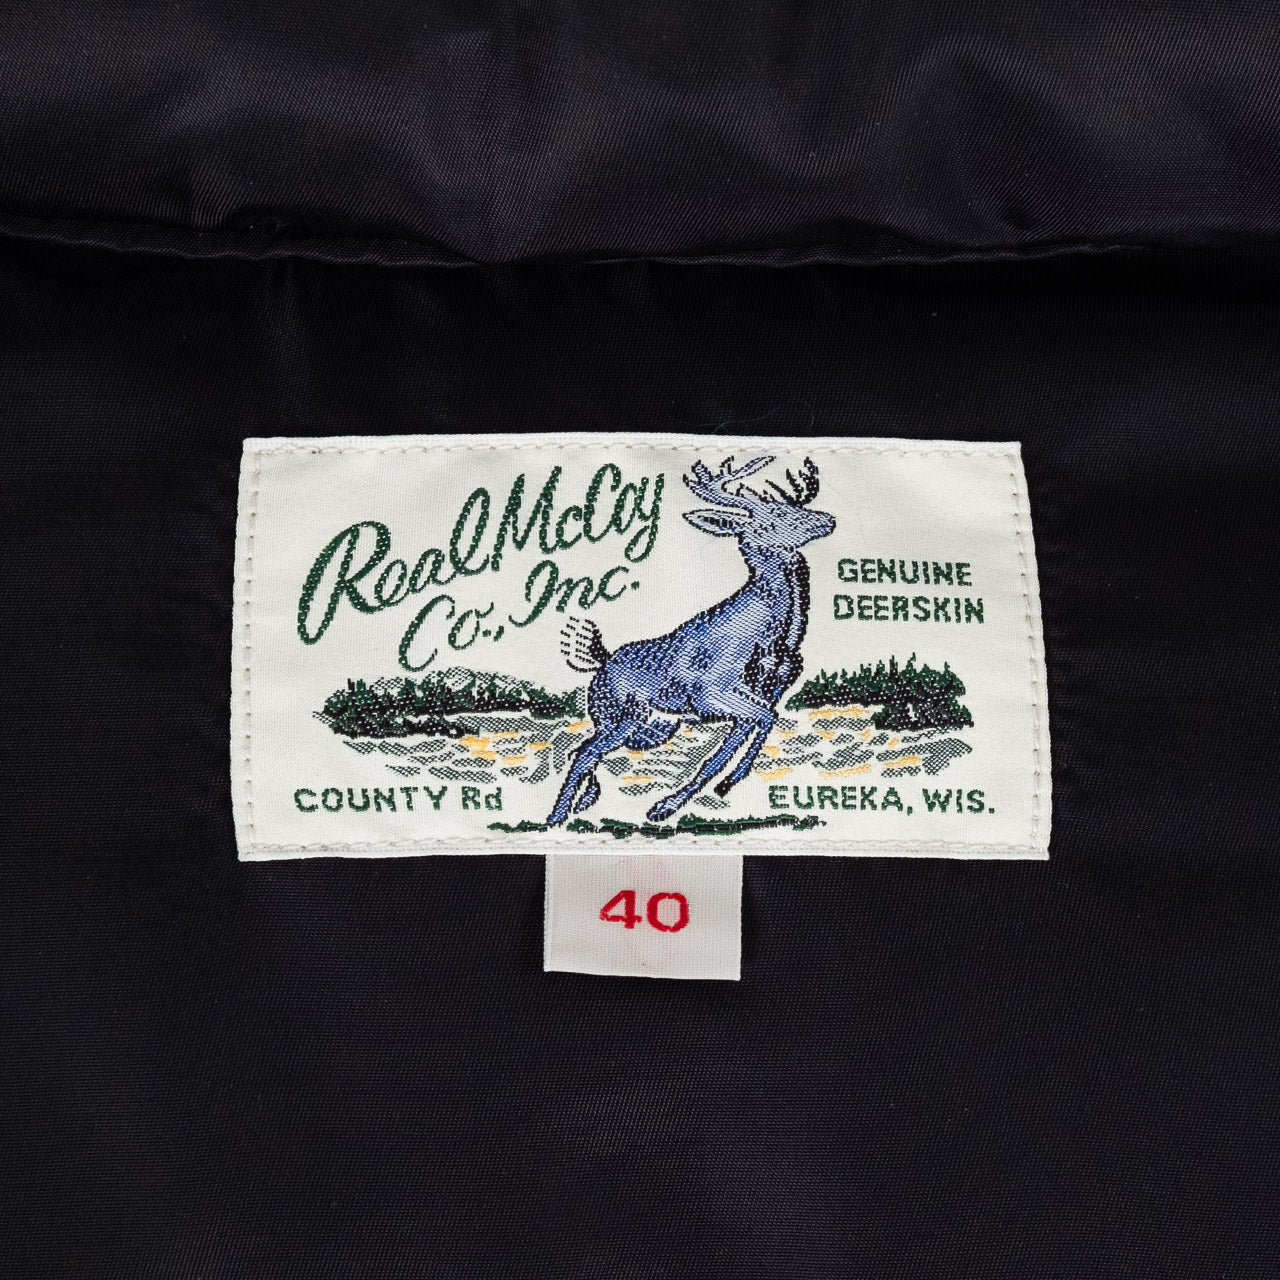 Real McCoy
Co., Inc.
GENUINE
DEERSKIN
COUNTY Rd
EUREKA, WIS.
40